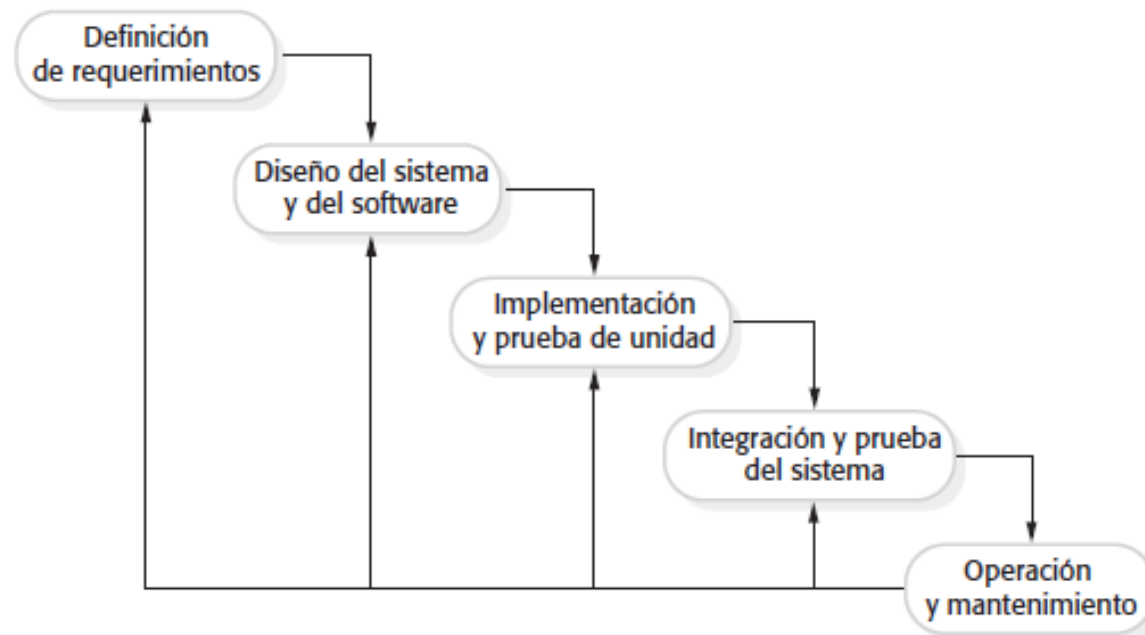 Definición
de requerimientos
Diseño del sistema
y del software
Implementación
y prueba de unidad
Integración y prueba
del sistema
Operación
y mantenimiento